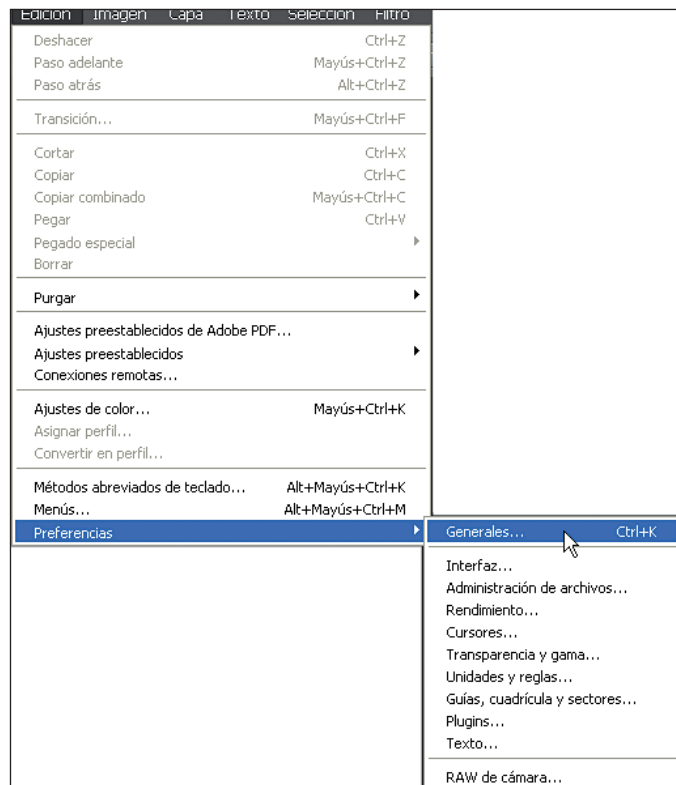 Edición Imagen Capa Texto Selección Filtro
Deshacer Ctrl+Z
Paso adelante Mayús+Ctrl+Z
Paso atrás Alt+Ctrl+Z
Transición... Mayús+Ctrl+F
Cortar Ctrl+X
Copiar Ctrl+C
Copiar combinado Mayús+Ctrl+C
Pegar Ctrl+V
Pegado especial
Borrar
Purgar
Ajustes preestablecidos de Adobe PDF...
Ajustes preestablecidos
Conexiones remotas...
Ajustes de color... Mayús+Ctrl+K
Asignar perfil...
Convertir en perfil...
Métodos abreviados de teclado... Alt+Mayús+Ctrl+K
Menús... Alt+Mayús+Ctrl+M
Preferencias
Generales... Ctrl+K
Interfaz...
Administración de archivos...
Rendimiento...
Cursores...
Transparencia y gama...
Unidades y reglas...
Guías, cuadrícula y sectores...
Plugins...
Texto...
RAW de cámara...